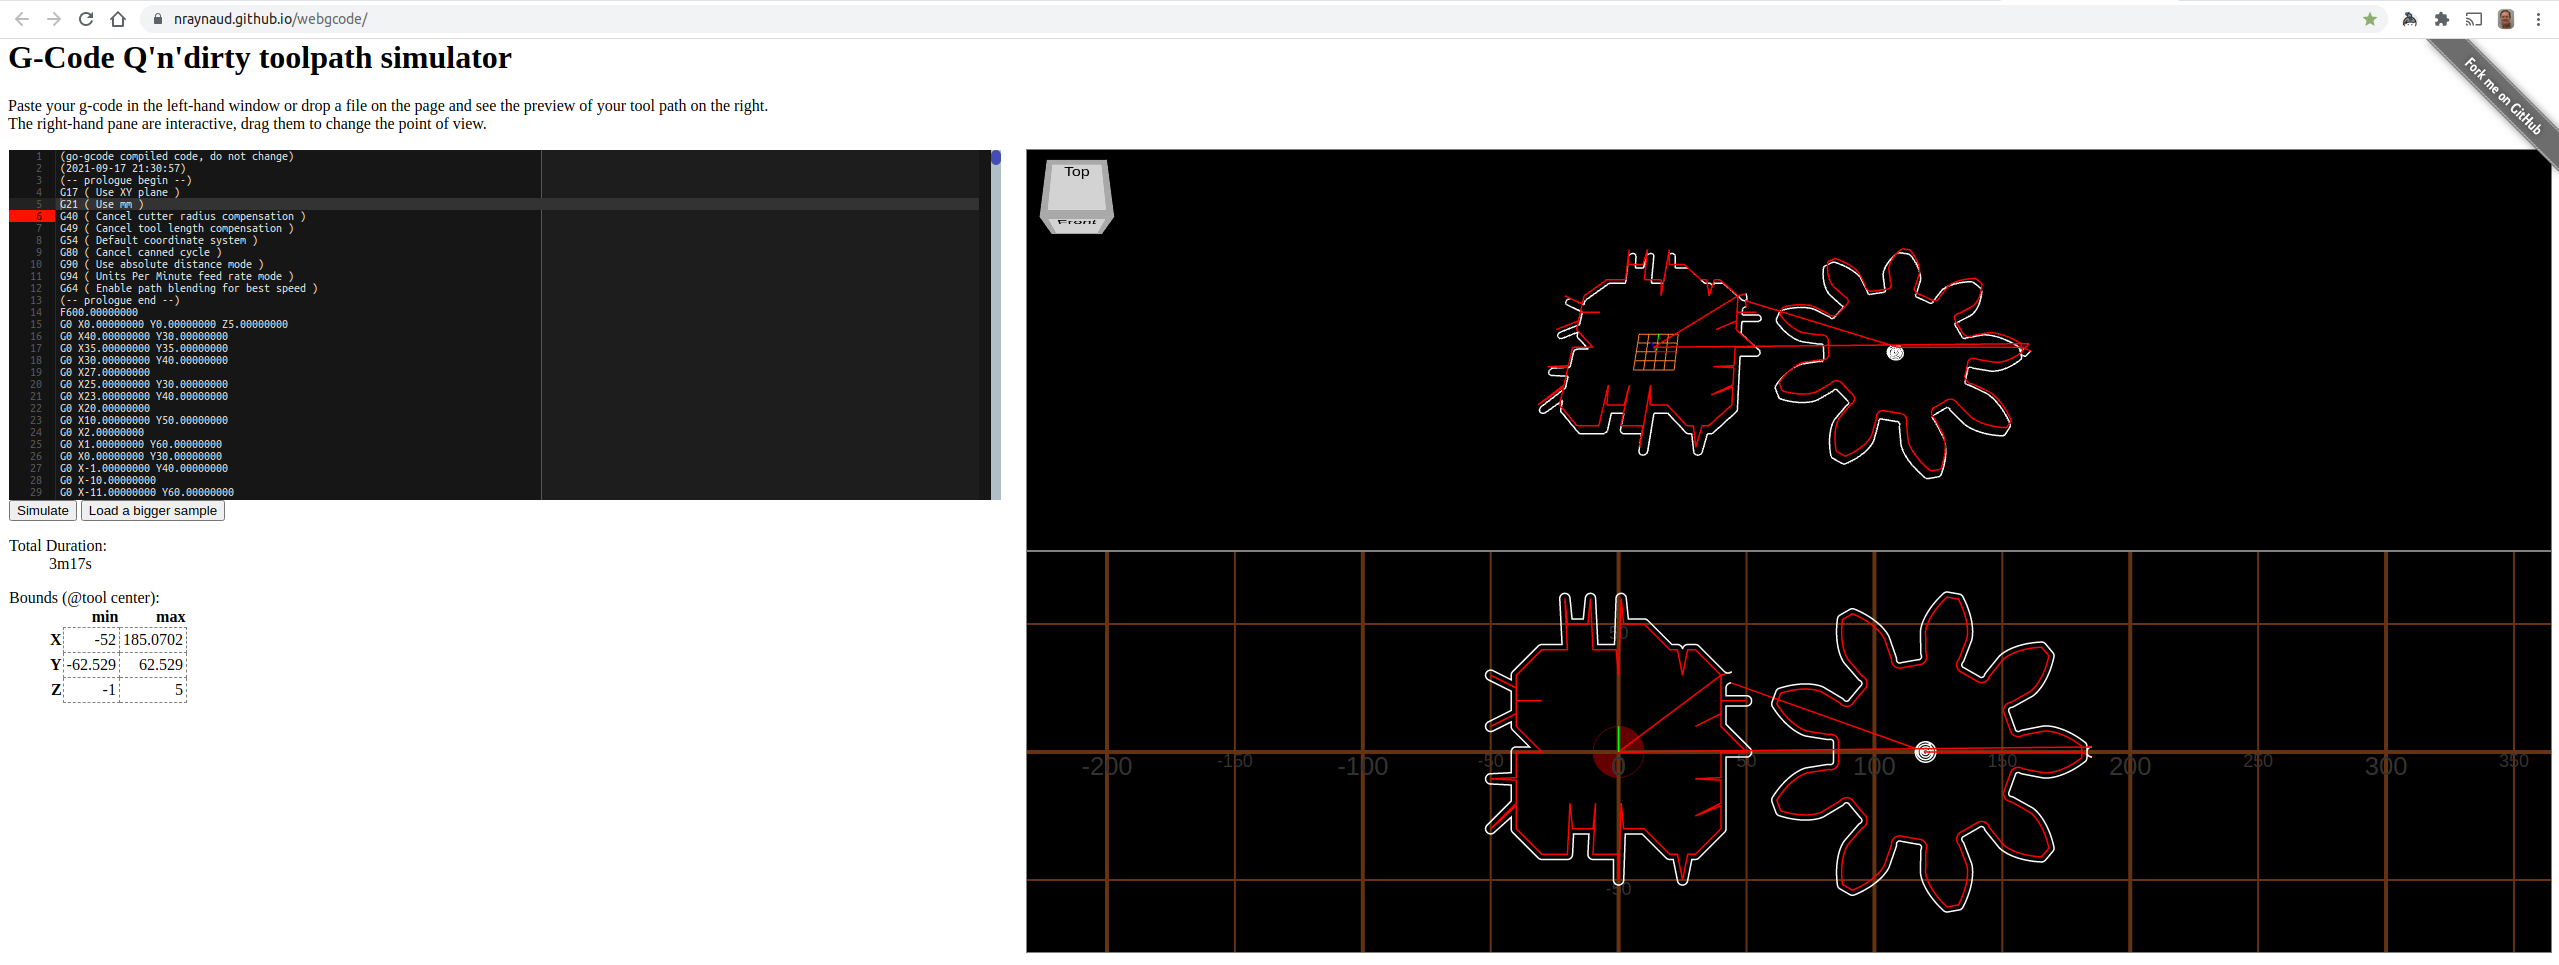 nraynaud.github.io/webgcode/
G-Code Q'n'dirty toolpath simulator
Fork me on GitHub
Paste your g-code in the left-hand window or drop a file on the page and see the preview of your tool path on the right.
The right-hand pane are interactive, drag them to change the point of view.
1 (go-gcode compiled code, do not change)
2 (2021-09-17 21:30:57)
3 (-- prologue begin --)
4 G17 ( Use XY plane )
5 G21 ( Use mm )
6 G40 ( Cancel cutter radius compensation )
7 G49 ( Cancel tool length compensation )
8 G54 ( Default coordinate system )
9 G80 ( Cancel canned cycle )
10 G90 ( Use absolute distance mode )
11 G94 ( Units Per Minute feed rate mode )
12 G64 ( Enable path blending for best speed )
13 (-- prologue end --)
14 F600.00000000
15 G0 X0.00000000 Y0.00000000 Z5.00000000
16 G0 X40.00000000 Y30.00000000
17 G0 X35.00000000 Y35.00000000
18 G0 X30.00000000 Y40.00000000
19 G0 X27.00000000
20 G0 X25.00000000 Y30.00000000
21 G0 X23.00000000 Y40.00000000
22 G0 X20.00000000
23 G0 X10.00000000 Y50.00000000
24 G0 X2.00000000
25 G0 X1.00000000 Y60.00000000
26 G0 X0.00000000 Y30.00000000
27 G0 X-1.00000000 Y40.00000000
28 G0 X-10.00000000
29 G0 X-11.00000000 Y60.00000000
Simulate Load a bigger sample
Total Duration:
3m17s
Bounds (@tool center):
min max
X -52 185.0702
Y -62.529 62.529
Z -1 5
Top
Front
50
-200 -150 -100 -50 0 50 100 150 200 250 300 350
-50